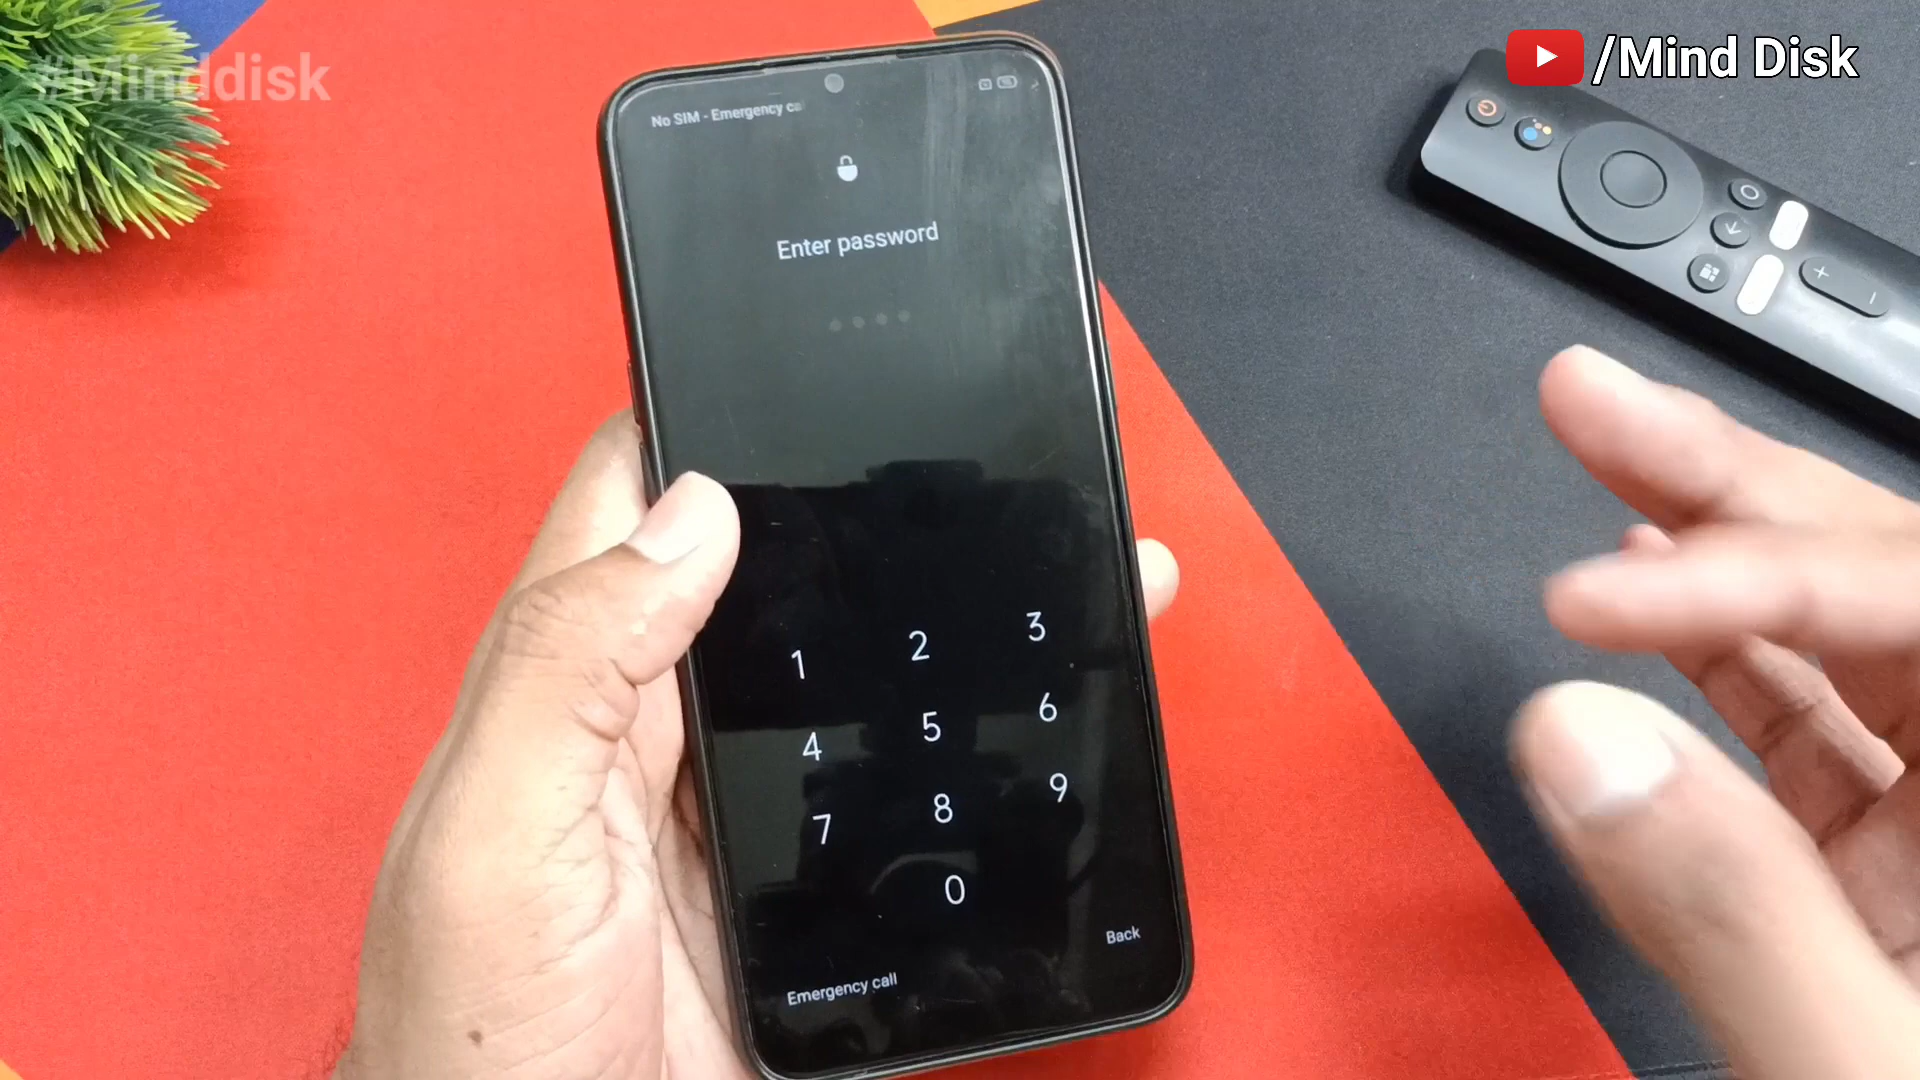 #Minddisk
/Mind Disk
No SIM - Emergency ca
Enter password
1 2 3
4 5 6
7 8 9
0
Back
Emergency call